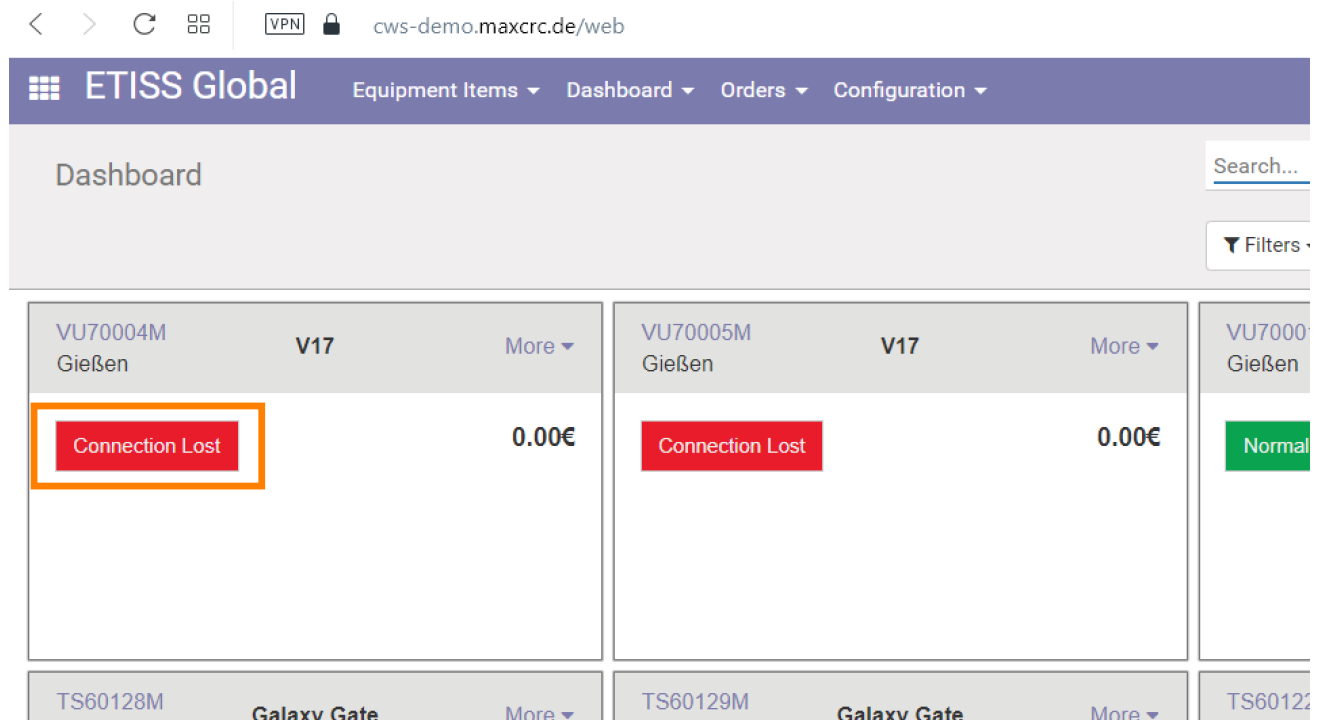 VPN cws-demo.maxcrc.de/web
ETISS Global Equipment Items Dashboard Orders Configuration
Dashboard
Search...
Filters
VU70004M
Gießen
V17
More
Connection Lost
0.00€
VU70005M
Gießen
V17
More
Connection Lost
0.00€
Gießen
Normal
TS60128M
Galaxy Gate
More
TS60129M
Galaxy Gate
More